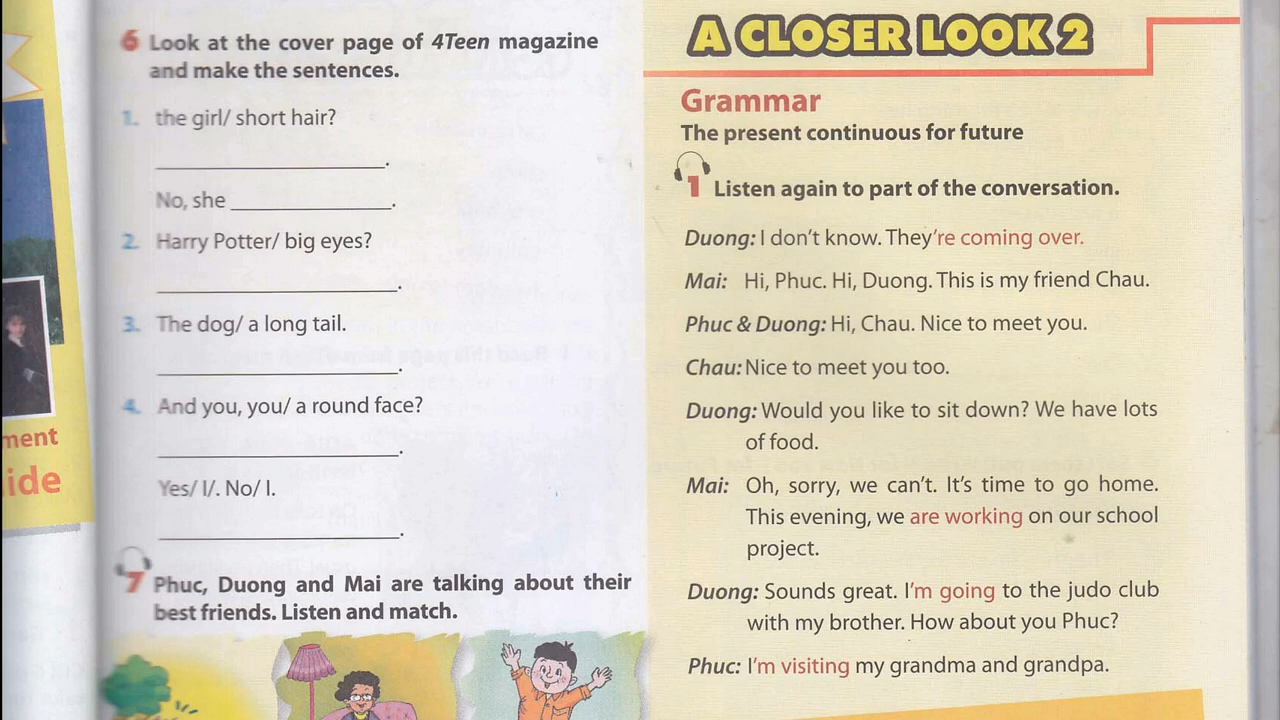 ment
ide
6 Look at the cover page of 4Teen magazine
and make the sentences.
1. the girl/ short hair?
____________________.
No, she ______________.
2. Harry Potter/ big eyes?
____________________.
3. The dog/ a long tail.
____________________.
4. And you, you/ a round face?
____________________.
Yes/ I/. No/ I.
____________________.
7 Phuc, Duong and Mai are talking about their
best friends. Listen and match.
A CLOSER LOOK 2
Grammar
The present continuous for future
1 Listen again to part of the conversation.
Duong: I don't know. They're coming over.
Mai: Hi, Phuc. Hi, Duong. This is my friend Chau.
Phuc & Duong: Hi, Chau. Nice to meet you.
Chau: Nice to meet you too.
Duong: Would you like to sit down? We have lots
of food.
Mai: Oh, sorry, we can't. It's time to go home.
This evening, we are working on our school
project.
Duong: Sounds great. I'm going to the judo club
with my brother. How about you Phuc?
Phuc: I'm visiting my grandma and grandpa.